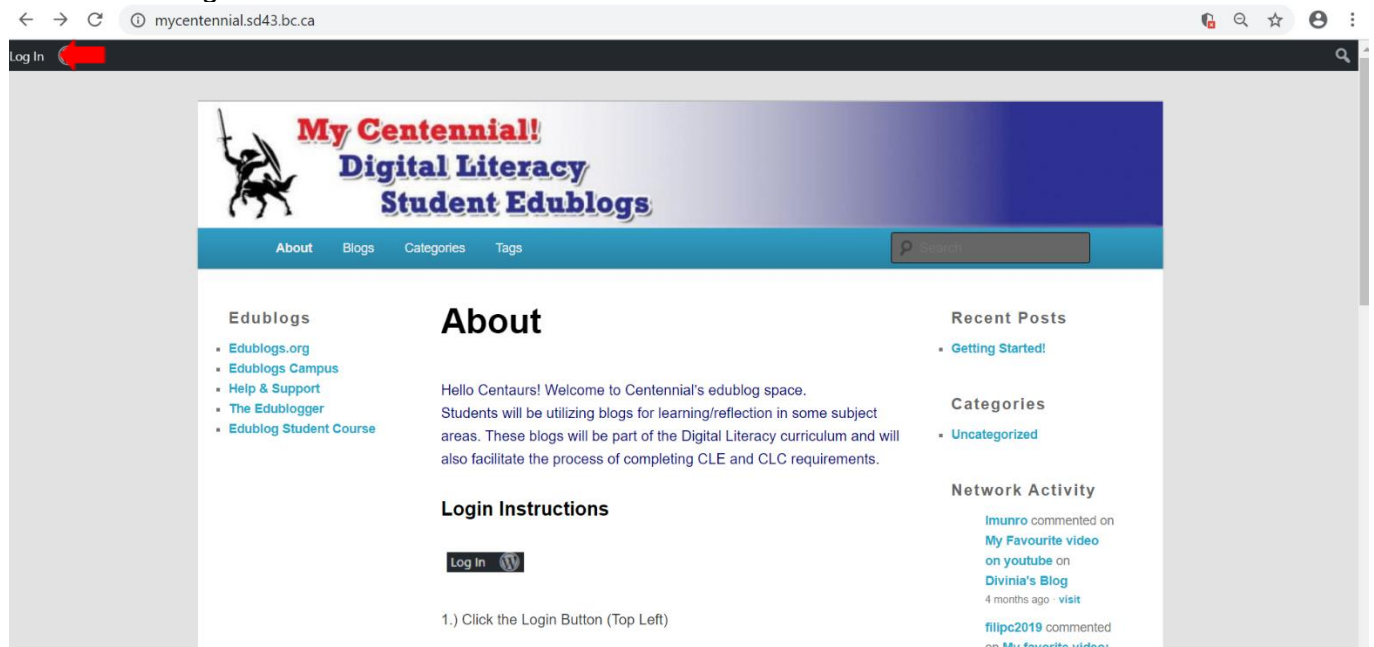 mycentennial.sd43.bc.ca
Log In
My Centennial!
Digital Literacy
Student Edublogs
About Blogs Categories Tags
Search
Edublogs
Edublogs.org
Edublogs Campus
Help & Support
The Edublogger
Edublog Student Course
About
Hello Centaurs! Welcome to Centennial's edublog space.
Students will be utilizing blogs for learning/reflection in some subject
areas. These blogs will be part of the Digital Literacy curriculum and will
also facilitate the process of completing CLE and CLC requirements.
Login Instructions
Log In
1.) Click the Login Button (Top Left)
Recent Posts
Getting Started!
Categories
Uncategorized
Network Activity
lmunro commented on
My Favourite video
on youtube on
Divinia's Blog
4 months ago · visit
filipc2019 commented
on My favorite video: